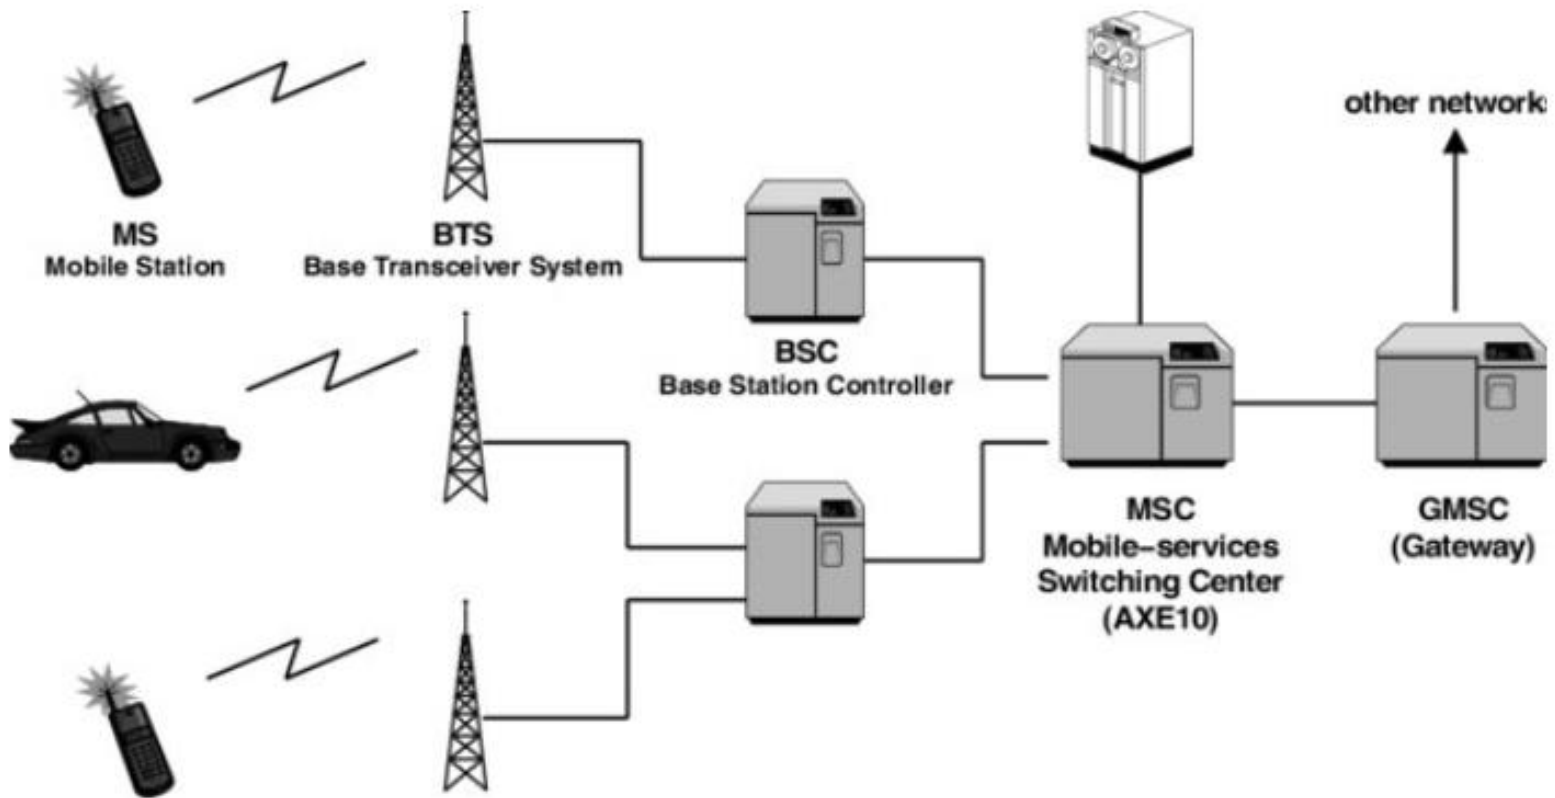 other network
MS
Mobile Station
BTS
Base Transceiver System
BSC
Base Station Controller
MSC
Mobile-services
Switching Center
(AXE10)
GMSC
(Gateway)